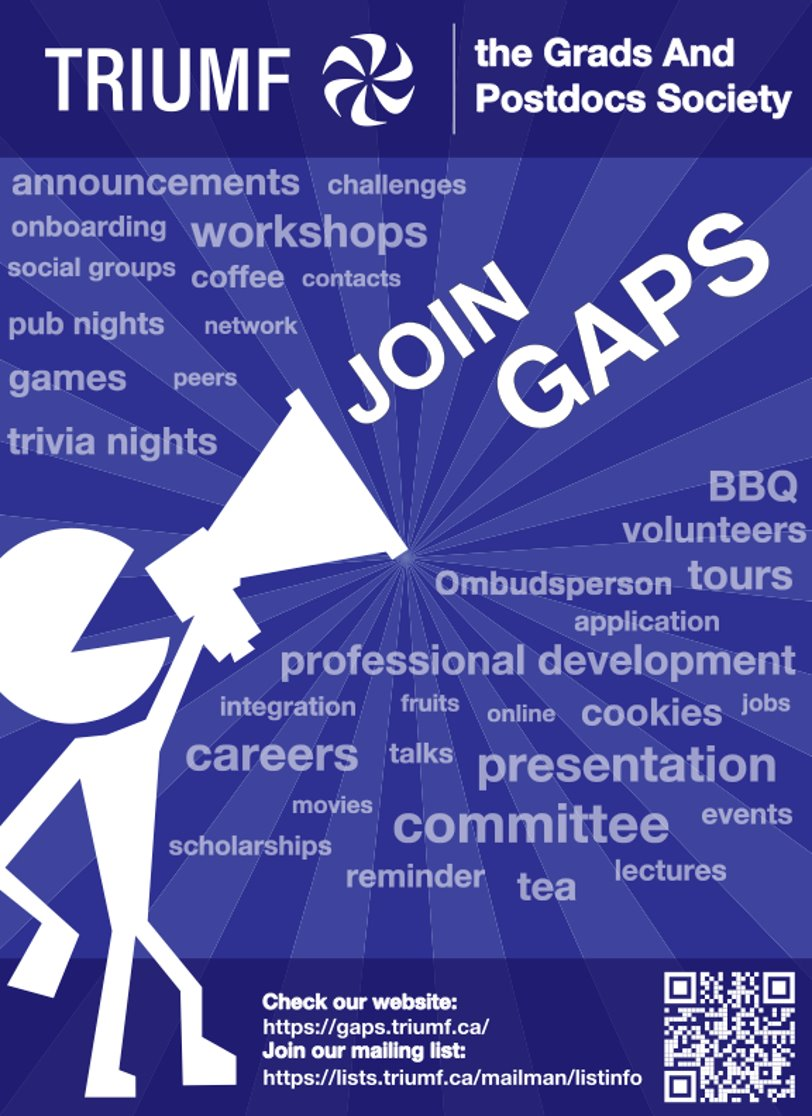 TRIUMF
the Grads And
Postdocs Society
announcements challenges
onboarding workshops
social groups coffee contacts
pub nights network
games peers
trivia nights
JOIN
GAPS
BBQ
volunteers
Ombudsperson tours
application
professional development
integration fruits online cookies jobs
careers talks presentation
movies committee events
scholarships
reminder tea lectures
Check our website:
https://gaps.triumf.ca/
Join our mailing list:
https://lists.triumf.ca/mailman/listinfo